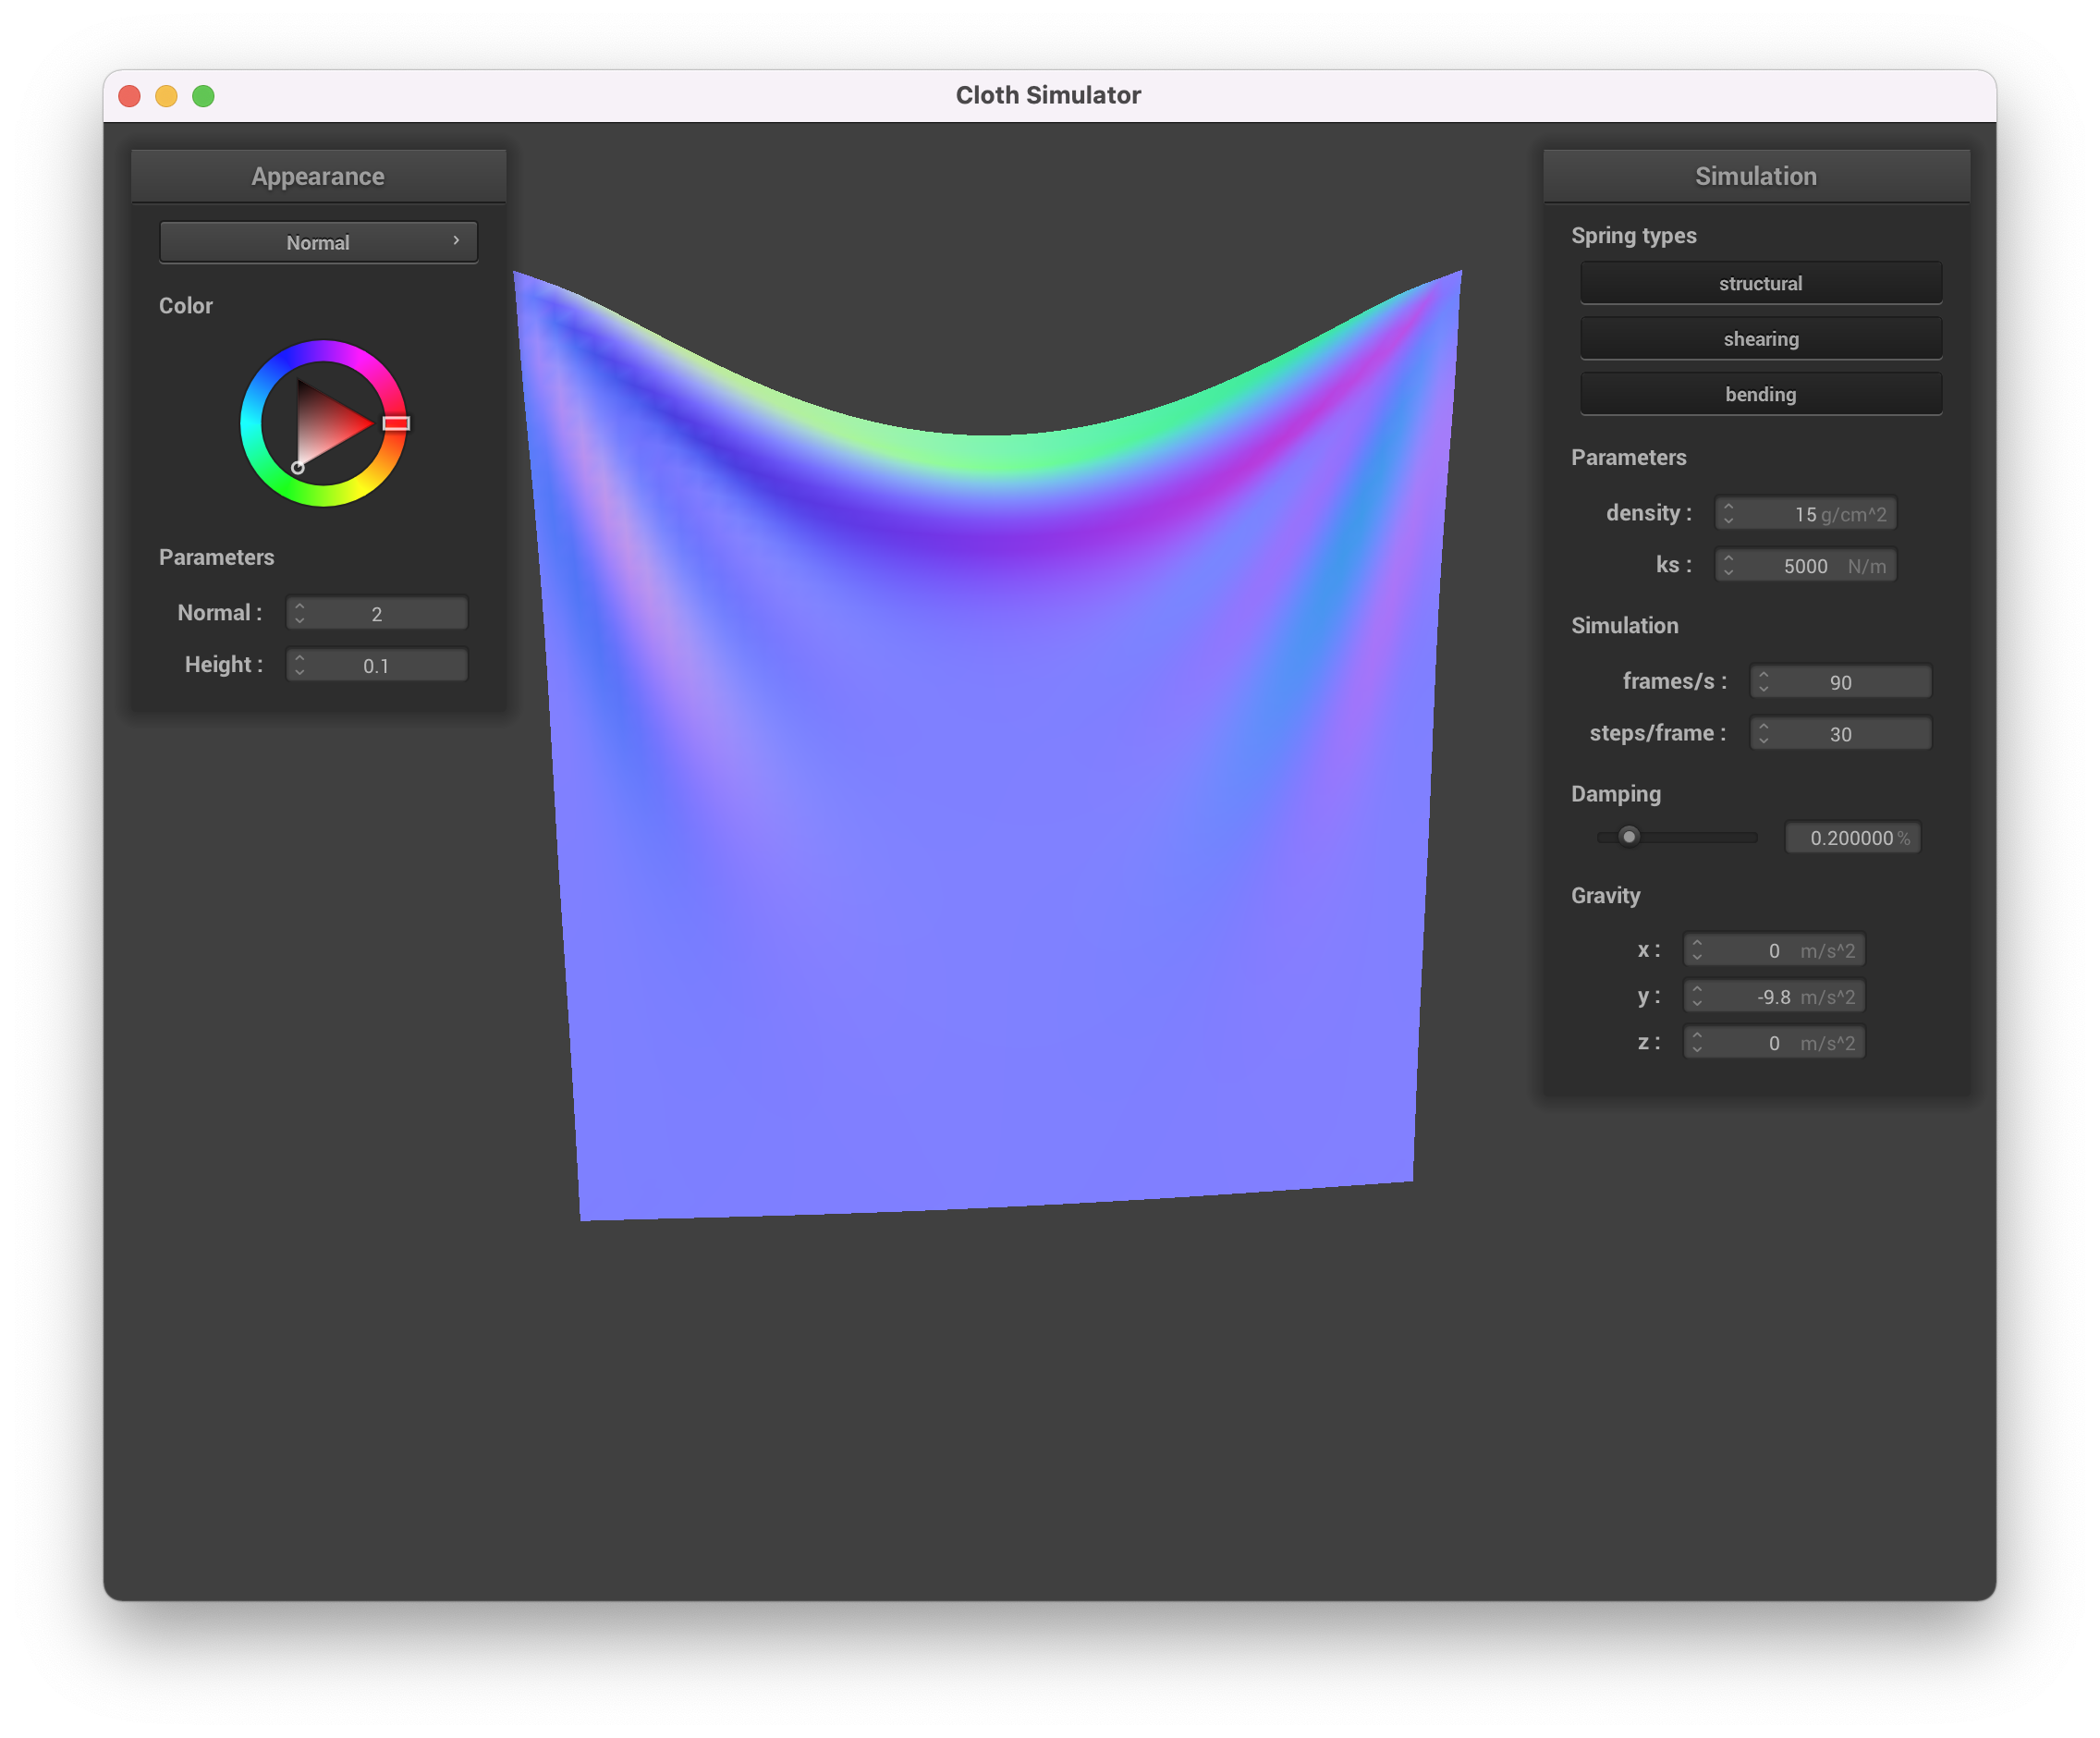 Cloth Simulator
Appearance
Normal
Color
Parameters
Normal : 2
Height : 0.1
Simulation
Spring types
structural
shearing
bending
Parameters
density : 15 g/cm^2
ks : 5000 N/m
Simulation
frames/s : 90
steps/frame : 30
Damping
0.200000 %
Gravity
x : 0 m/s^2
y : -9.8 m/s^2
z : 0 m/s^2